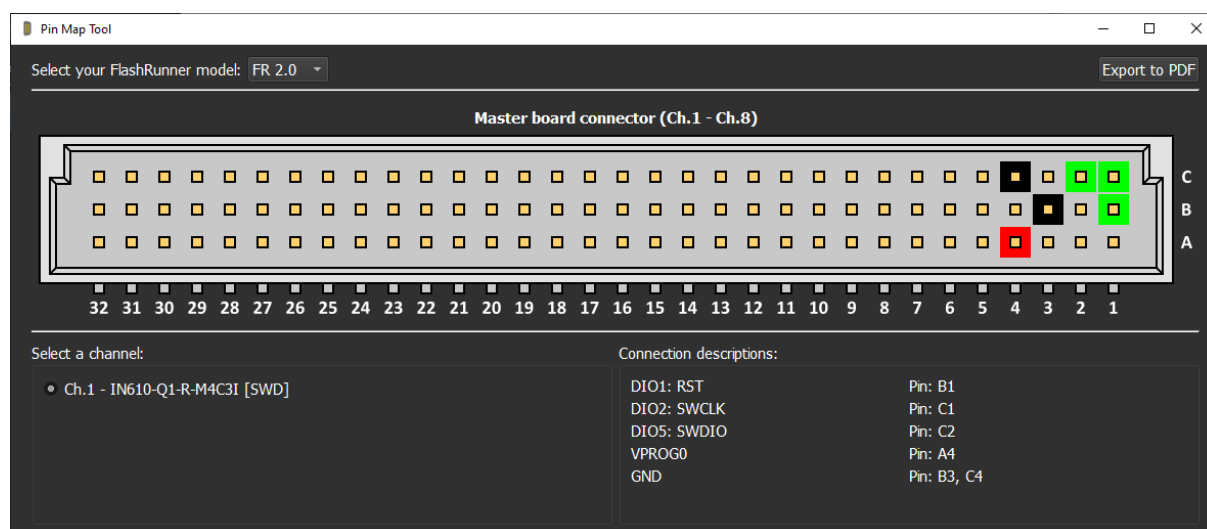 Pin Map Tool
Select your FlashRunner model: FR 2.0
Export to PDF
Master board connector (Ch.1 - Ch.8)
C
B
A
32 31 30 29 28 27 26 25 24 23 22 21 20 19 18 17 16 15 14 13 12 11 10 9 8 7 6 5 4 3 2 1
Select a channel:
Ch.1 - IN610-Q1-R-M4C3I [SWD]
Connection descriptions:
DIO1: RST Pin: B1
DIO2: SWCLK Pin: C1
DIO5: SWDIO Pin: C2
VPROG0 Pin: A4
GND Pin: B3, C4